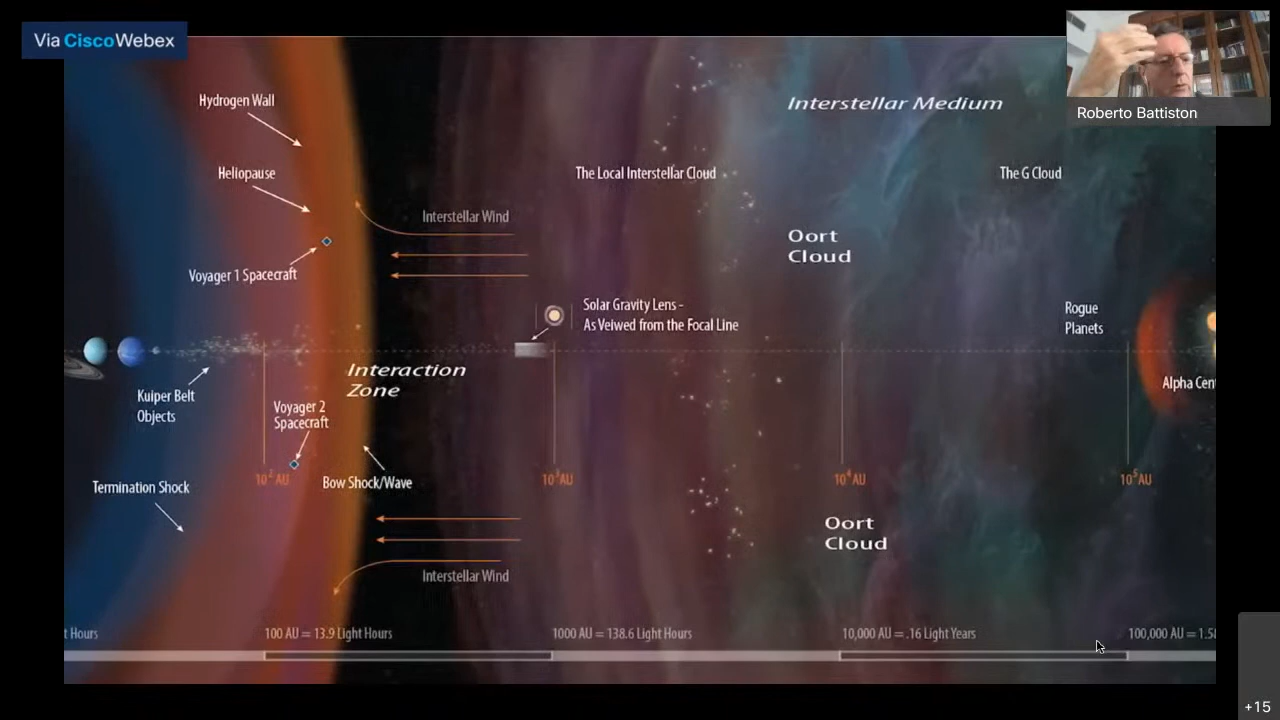 Via CiscoWebex
Roberto Battiston
Hydrogen Wall
Interstellar Medium
Heliopause
The Local Interstellar Cloud
The G Cloud
Interstellar Wind
Oort
Cloud
Voyager 1 Spacecraft
Solar Gravity Lens -
As Veiwed from the Focal Line
Rogue
Planets
Interaction
Zone
Kuiper Belt
Objects
Alpha Cent
Voyager 2
Spacecraft
Termination Shock
Bow Shock/Wave
10² AU
10³ AU
10⁴ AU
10⁵ AU
Oort
Cloud
Interstellar Wind
t Hours
100 AU = 13.9 Light Hours
1000 AU = 138.6 Light Hours
10,000 AU = .16 Light Years
100,000 AU = 1.58
+15